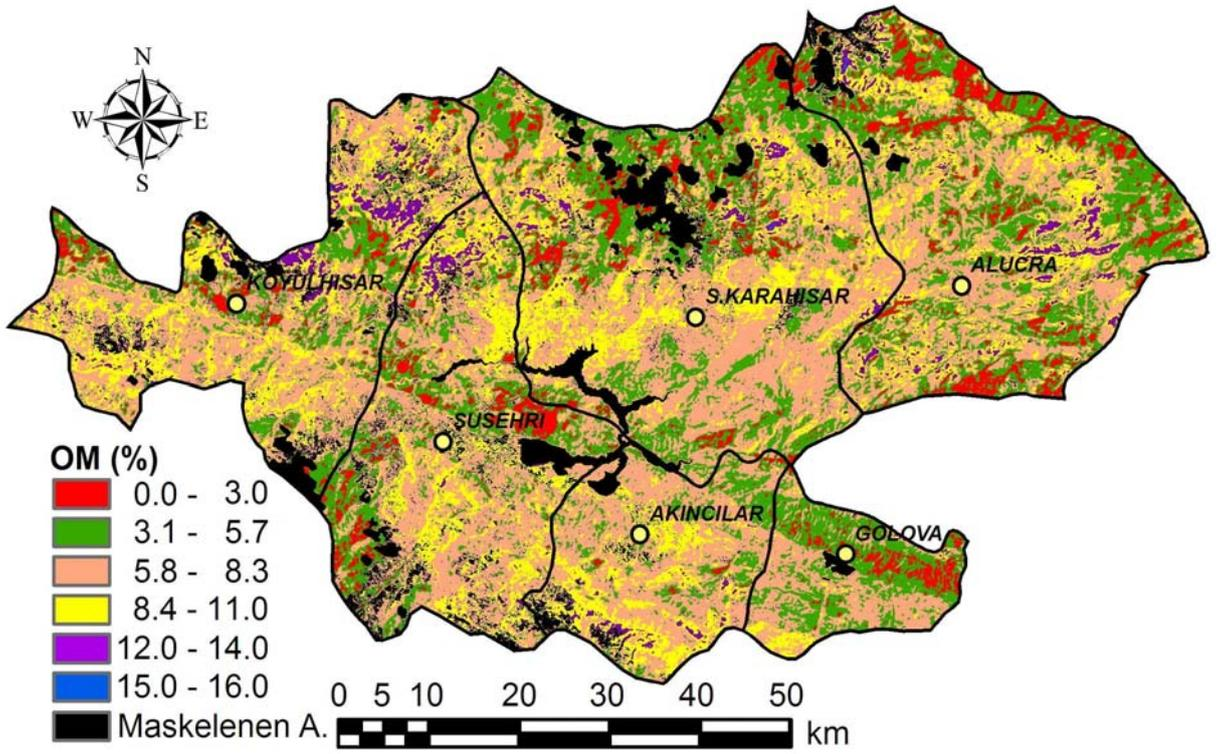 N
W E
S
KOYULHISAR
S.KARAHISAR
ALUCRA
SUSEHRI
AKINCILAR
GOLOVA
OM (%)
0.0 - 3.0
3.1 - 5.7
5.8 - 8.3
8.4 - 11.0
12.0 - 14.0
15.0 - 16.0
Maskelenen A.
0 5 10 20 30 40 50
km